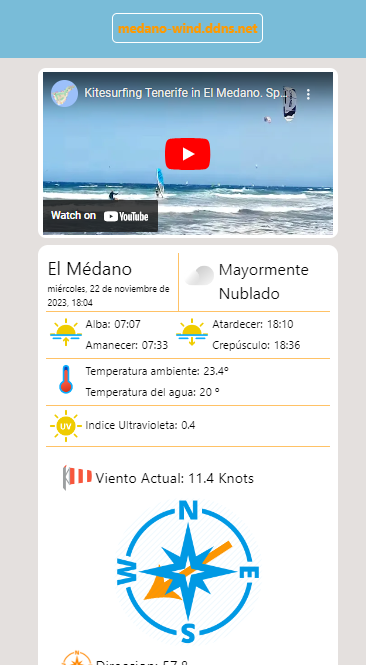 medano-wind.ddns.net
Kitesurfing Tenerife in El Medano. Sp...
Watch on YouTube
El Médano
miércoles, 22 de noviembre de
2023, 18:04
Mayormente
Nublado
Alba: 07:07
Amanecer: 07:33
Atardecer: 18:10
Crepúsculo: 18:36
Temperatura ambiente: 23.4º
Temperatura del agua: 20 º
UV
Indice Ultravioleta: 0.4
Viento Actual: 11.4 Knots
N
W
E
S
Direccion: 57 º